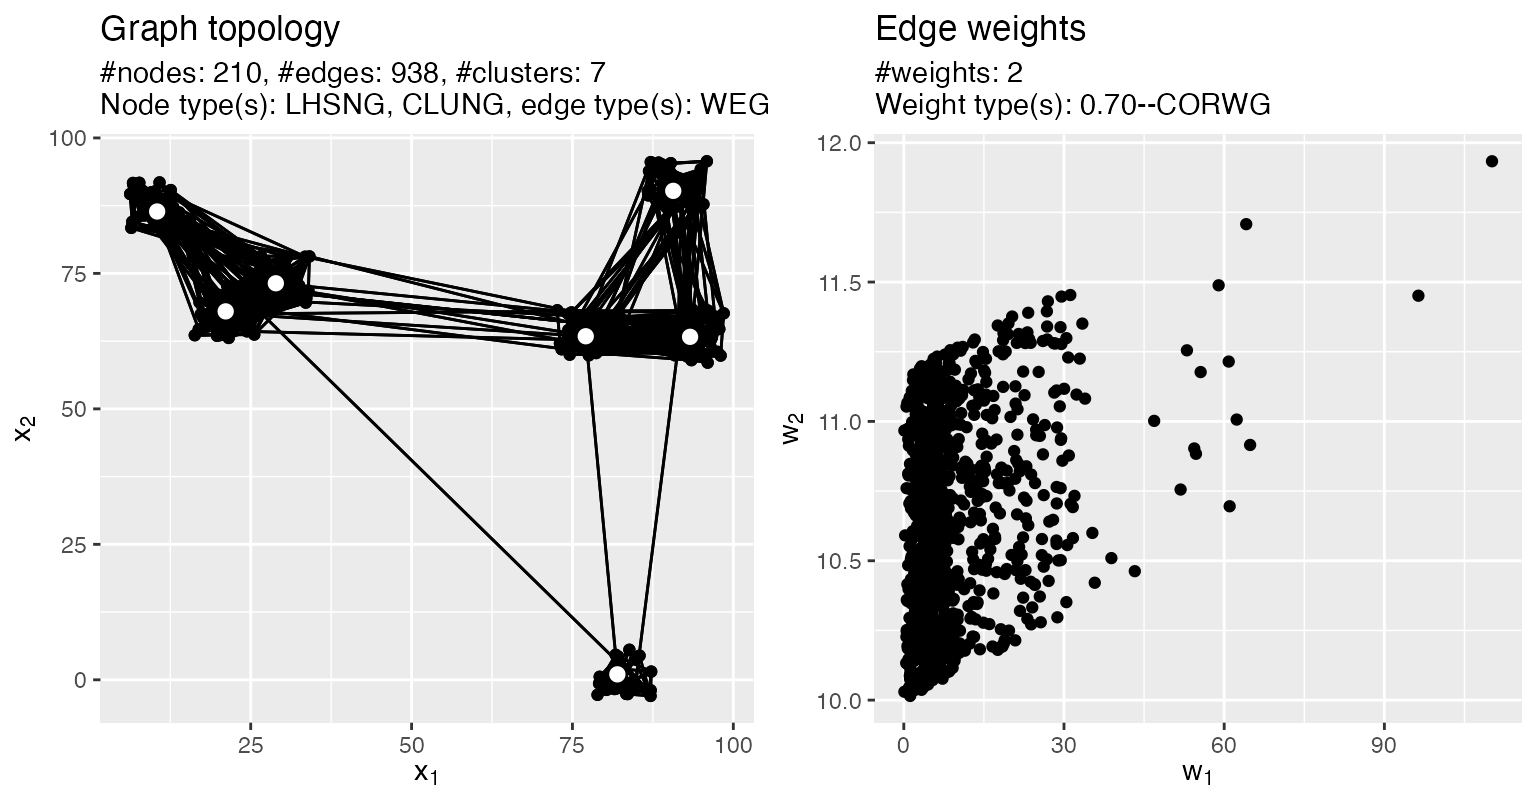 Graph topology
#nodes: 210, #edges: 938, #clusters: 7
Node type(s): LHSNG, CLUNG, edge type(s): WEG
100
75
50
25
0
x2
25 50 75 100
x1
Edge weights
#weights: 2
Weight type(s): 0.70--CORWG
12.0
11.5
11.0
10.5
10.0
w2
0 30 60 90
w1